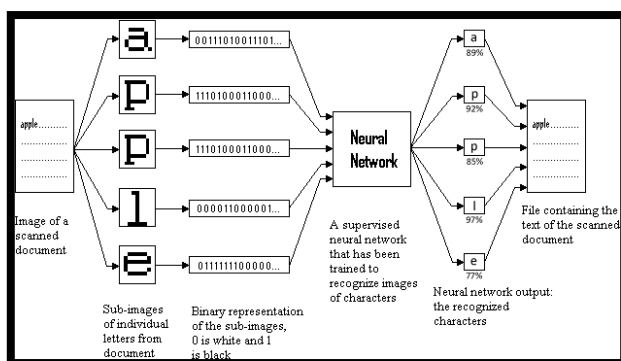 a
00111010011101...
a
89%
p
1110100011000...
p
92%
apple.........
Neural
Network
apple.........
p
1110100011000...
p
85%
l
000011000001...
l
97%
e
0111111100000...
e
77%
Image of a
scanned
document
Sub-images
of individual
letters from
document
Binary representation
of the sub-images,
0 is white and 1
is black
A supervised
neural network
that has been
trained to
recognize images
of characters
Neural network output:
the recognized
characters
File containing the
text of the scanned
document